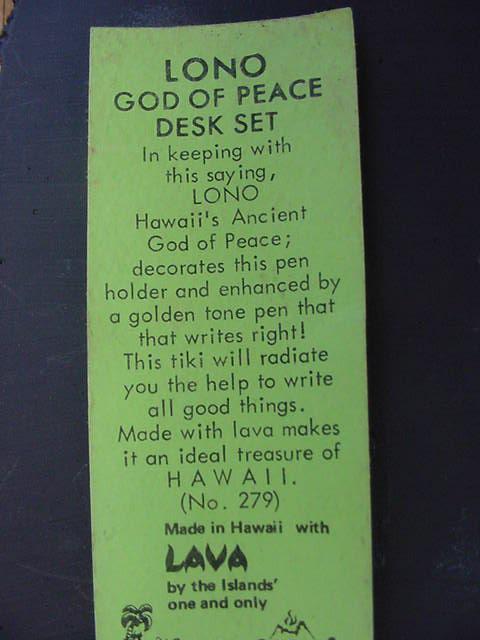 LONO
GOD OF PEACE
DESK SET
In keeping with
this saying,
LONO
Hawaii's Ancient
God of Peace;
decorates this pen
holder and enhanced by
a golden tone pen that
that writes right!
This tiki will radiate
you the help to write
all good things.
Made with lava makes
it an ideal treasure of
HAWAII.
(No. 279)
Made in Hawaii with
LAVA
by the Islands'
one and only